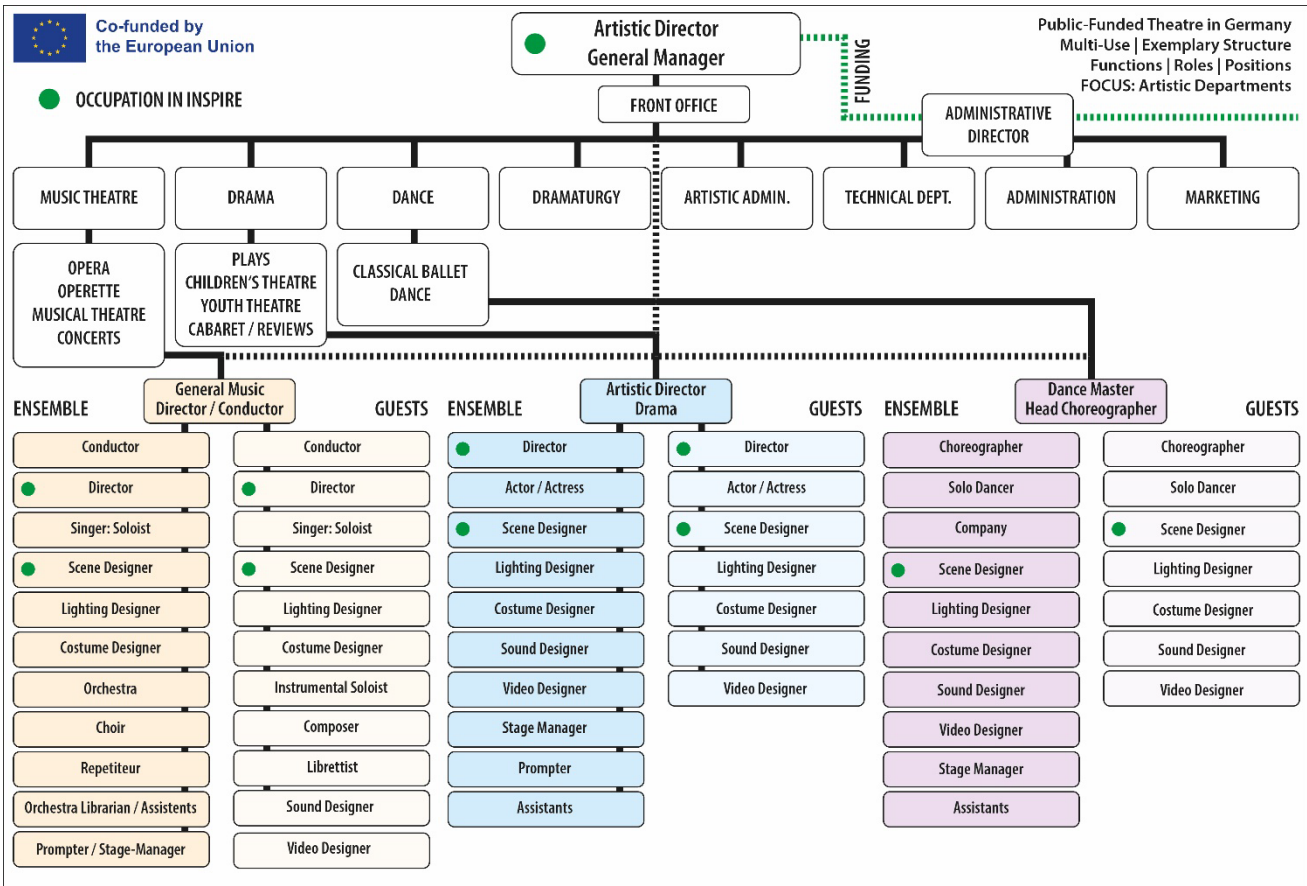 Co-funded by
the European Union
OCCUPATION IN INSPIRE
Artistic Director
General Manager
FRONT OFFICE
FUNDING
Public-Funded Theatre in Germany
Multi-Use | Exemplary Structure
Functions | Roles | Positions
FOCUS: Artistic Departments
ADMINISTRATIVE
DIRECTOR
MUSIC THEATRE
DRAMA
DANCE
DRAMATURGY
ARTISTIC ADMIN.
TECHNICAL DEPT.
ADMINISTRATION
MARKETING
OPERA
OPERETTE
MUSICAL THEATRE
CONCERTS
PLAYS
CHILDREN'S THEATRE
YOUTH THEATRE
CABARET / REVIEWS
CLASSICAL BALLET
DANCE
General Music
Director / Conductor
ENSEMBLE
Conductor
Director
Singer: Soloist
Scene Designer
Lighting Designer
Costume Designer
Orchestra
Choir
Repetiteur
Orchestra Librarian / Assistents
Prompter / Stage-Manager
GUESTS
Conductor
Director
Singer: Soloist
Scene Designer
Lighting Designer
Costume Designer
Instrumental Soloist
Composer
Librettist
Sound Designer
Video Designer
Artistic Director
Drama
ENSEMBLE
Director
Actor / Actress
Scene Designer
Lighting Designer
Costume Designer
Sound Designer
Video Designer
Stage Manager
Prompter
Assistants
GUESTS
Director
Actor / Actress
Scene Designer
Lighting Designer
Costume Designer
Sound Designer
Video Designer
Dance Master
Head Choreographer
ENSEMBLE
Choreographer
Solo Dancer
Company
Scene Designer
Lighting Designer
Costume Designer
Sound Designer
Video Designer
Stage Manager
Assistants
GUESTS
Choreographer
Solo Dancer
Scene Designer
Lighting Designer
Costume Designer
Sound Designer
Video Designer